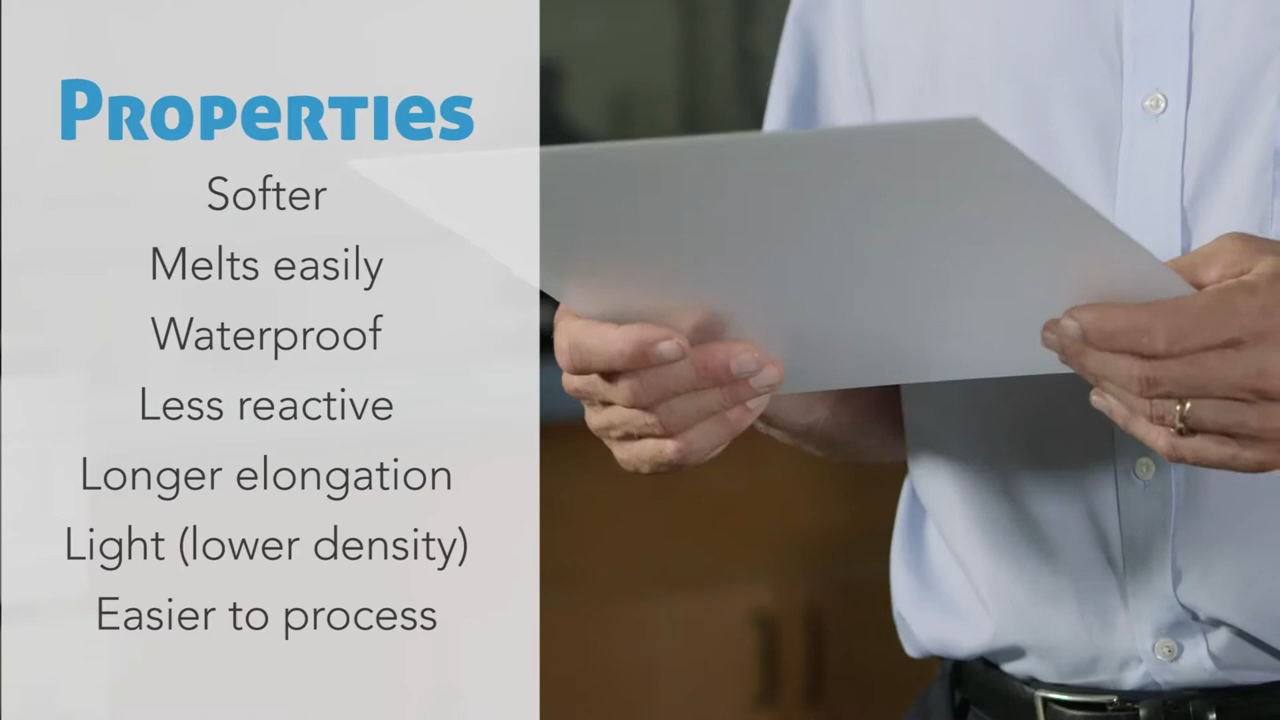 Properties
Softer
Melts easily
Waterproof
Less reactive
Longer elongation
Light (lower density)
Easier to process